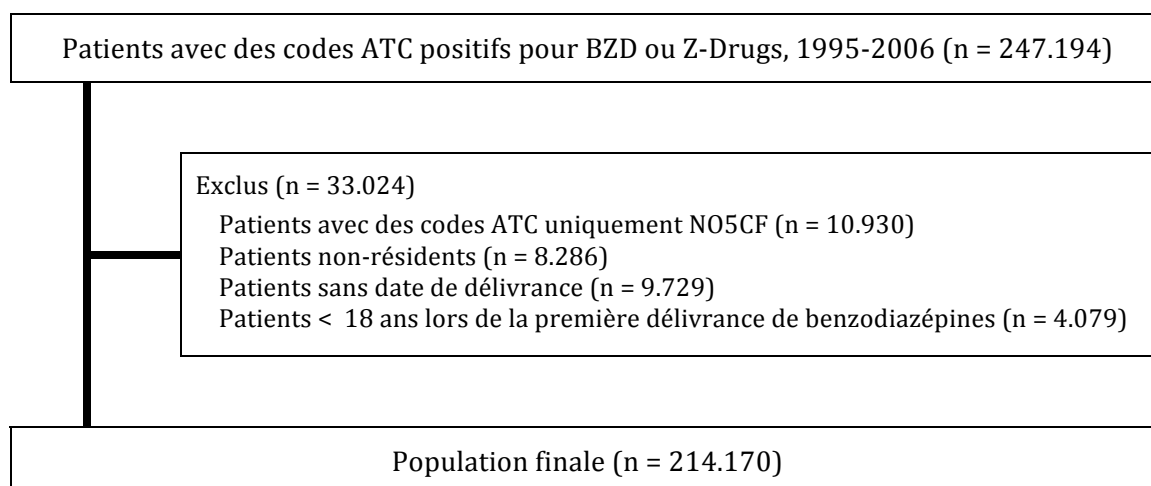 Patients avec des codes ATC positifs pour BZD ou Z-Drugs, 1995-2006 (n = 247.194)
Exclus (n = 33.024)
Patients avec des codes ATC uniquement NO5CF (n = 10.930)
Patients non-résidents (n = 8.286)
Patients sans date de délivrance (n = 9.729)
Patients < 18 ans lors de la première délivrance de benzodiazépines (n = 4.079)
Population finale (n = 214.170)